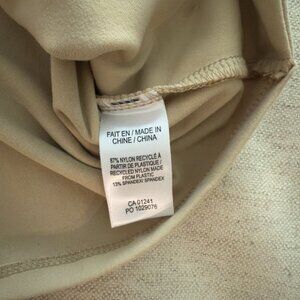 FAIT EN / MADE IN
CHINE / CHINA
87% NYLON RECYCLÉ À
PARTIR DE PLASTIQUE /
RECYCLED NYLON MADE
FROM PLASTIC
13% SPANDEX/ SPANDEX
CA 01241
PO 1029076